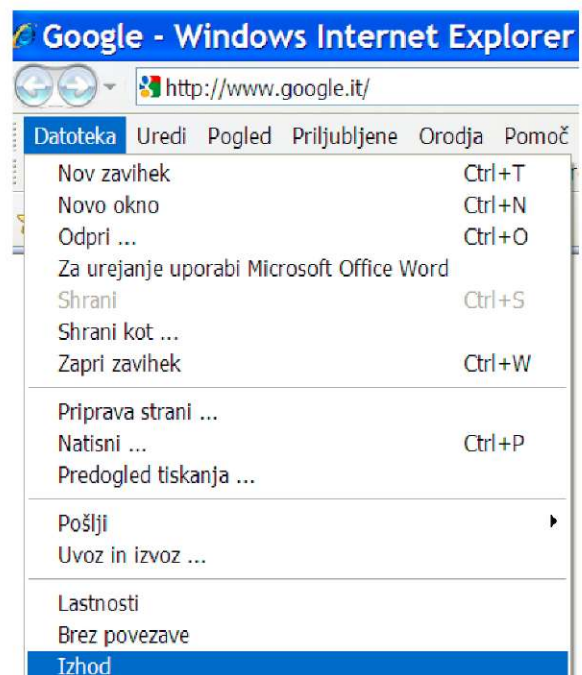 Google - Windows Internet Explorer
http://www.google.it/
Datoteka Uredi Pogled Priljubljene Orodja Pomoč
Nov zavihek Ctrl+T
Novo okno Ctrl+N
Odpri ... Ctrl+O
Za urejanje uporabi Microsoft Office Word
Shrani Ctrl+S
Shrani kot ...
Zapri zavihek Ctrl+W
Priprava strani ...
Natisni ... Ctrl+P
Predogled tiskanja ...
Pošlji
Uvoz in izvoz ...
Lastnosti
Brez povezave
Izhod